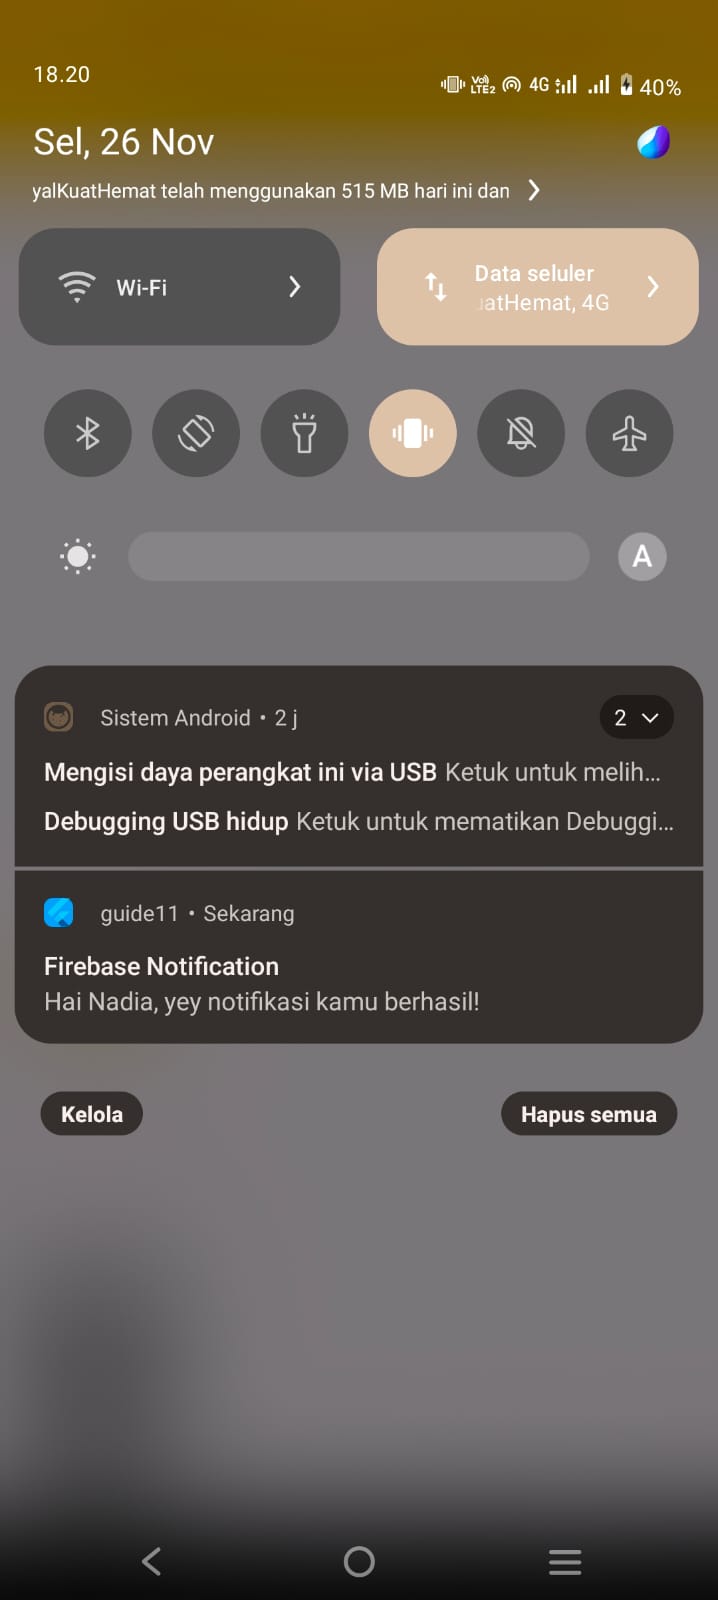 18.20
Vo) LTE2 4G 40%
Sel, 26 Nov
yalKuatHemat telah menggunakan 515 MB hari ini dan
Wi-Fi
Data seluler
atHemat, 4G
A
Sistem Android • 2 j
2
Mengisi daya perangkat ini via USB Ketuk untuk melih...
Debugging USB hidup Ketuk untuk mematikan Debuggi...
guide11 • Sekarang
Firebase Notification
Hai Nadia, yey notifikasi kamu berhasil!
Kelola
Hapus semua